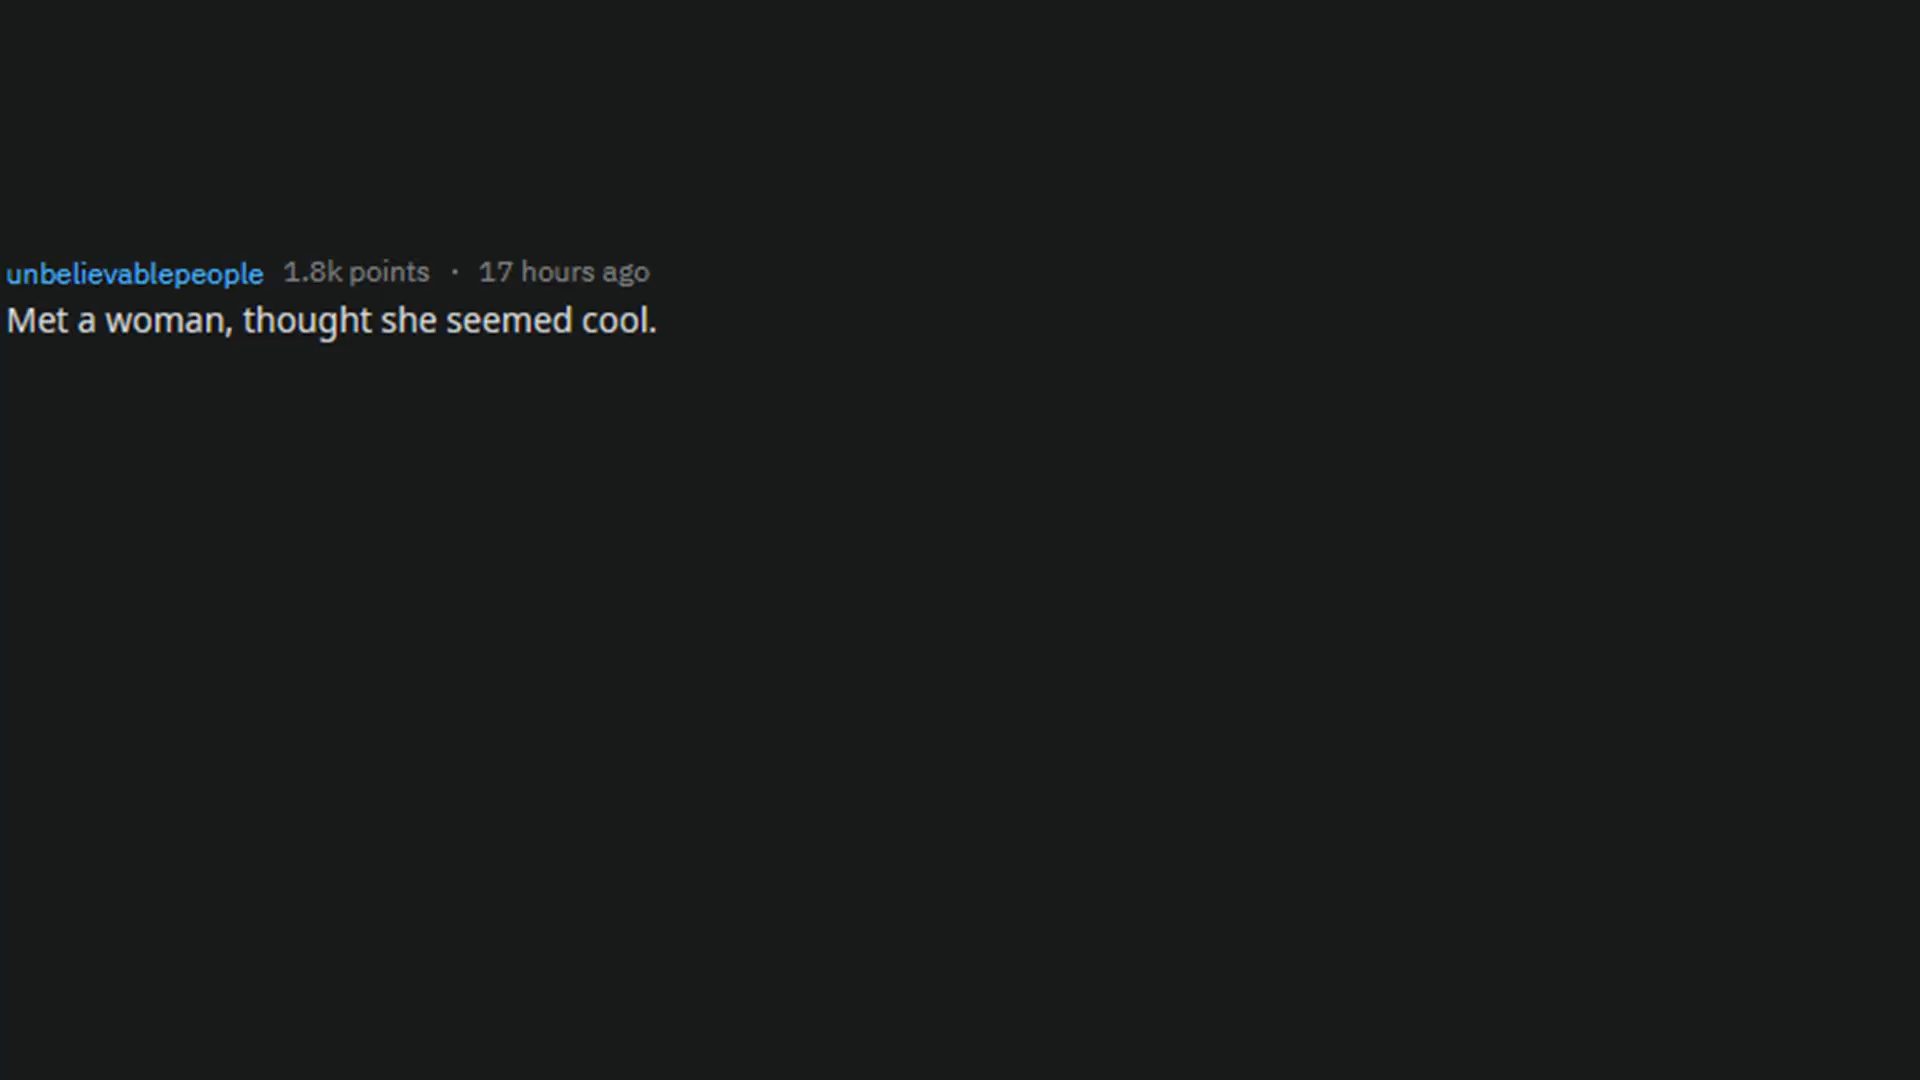 unbelievablepeople 1.8k points · 17 hours ago
Met a woman, thought she seemed cool.